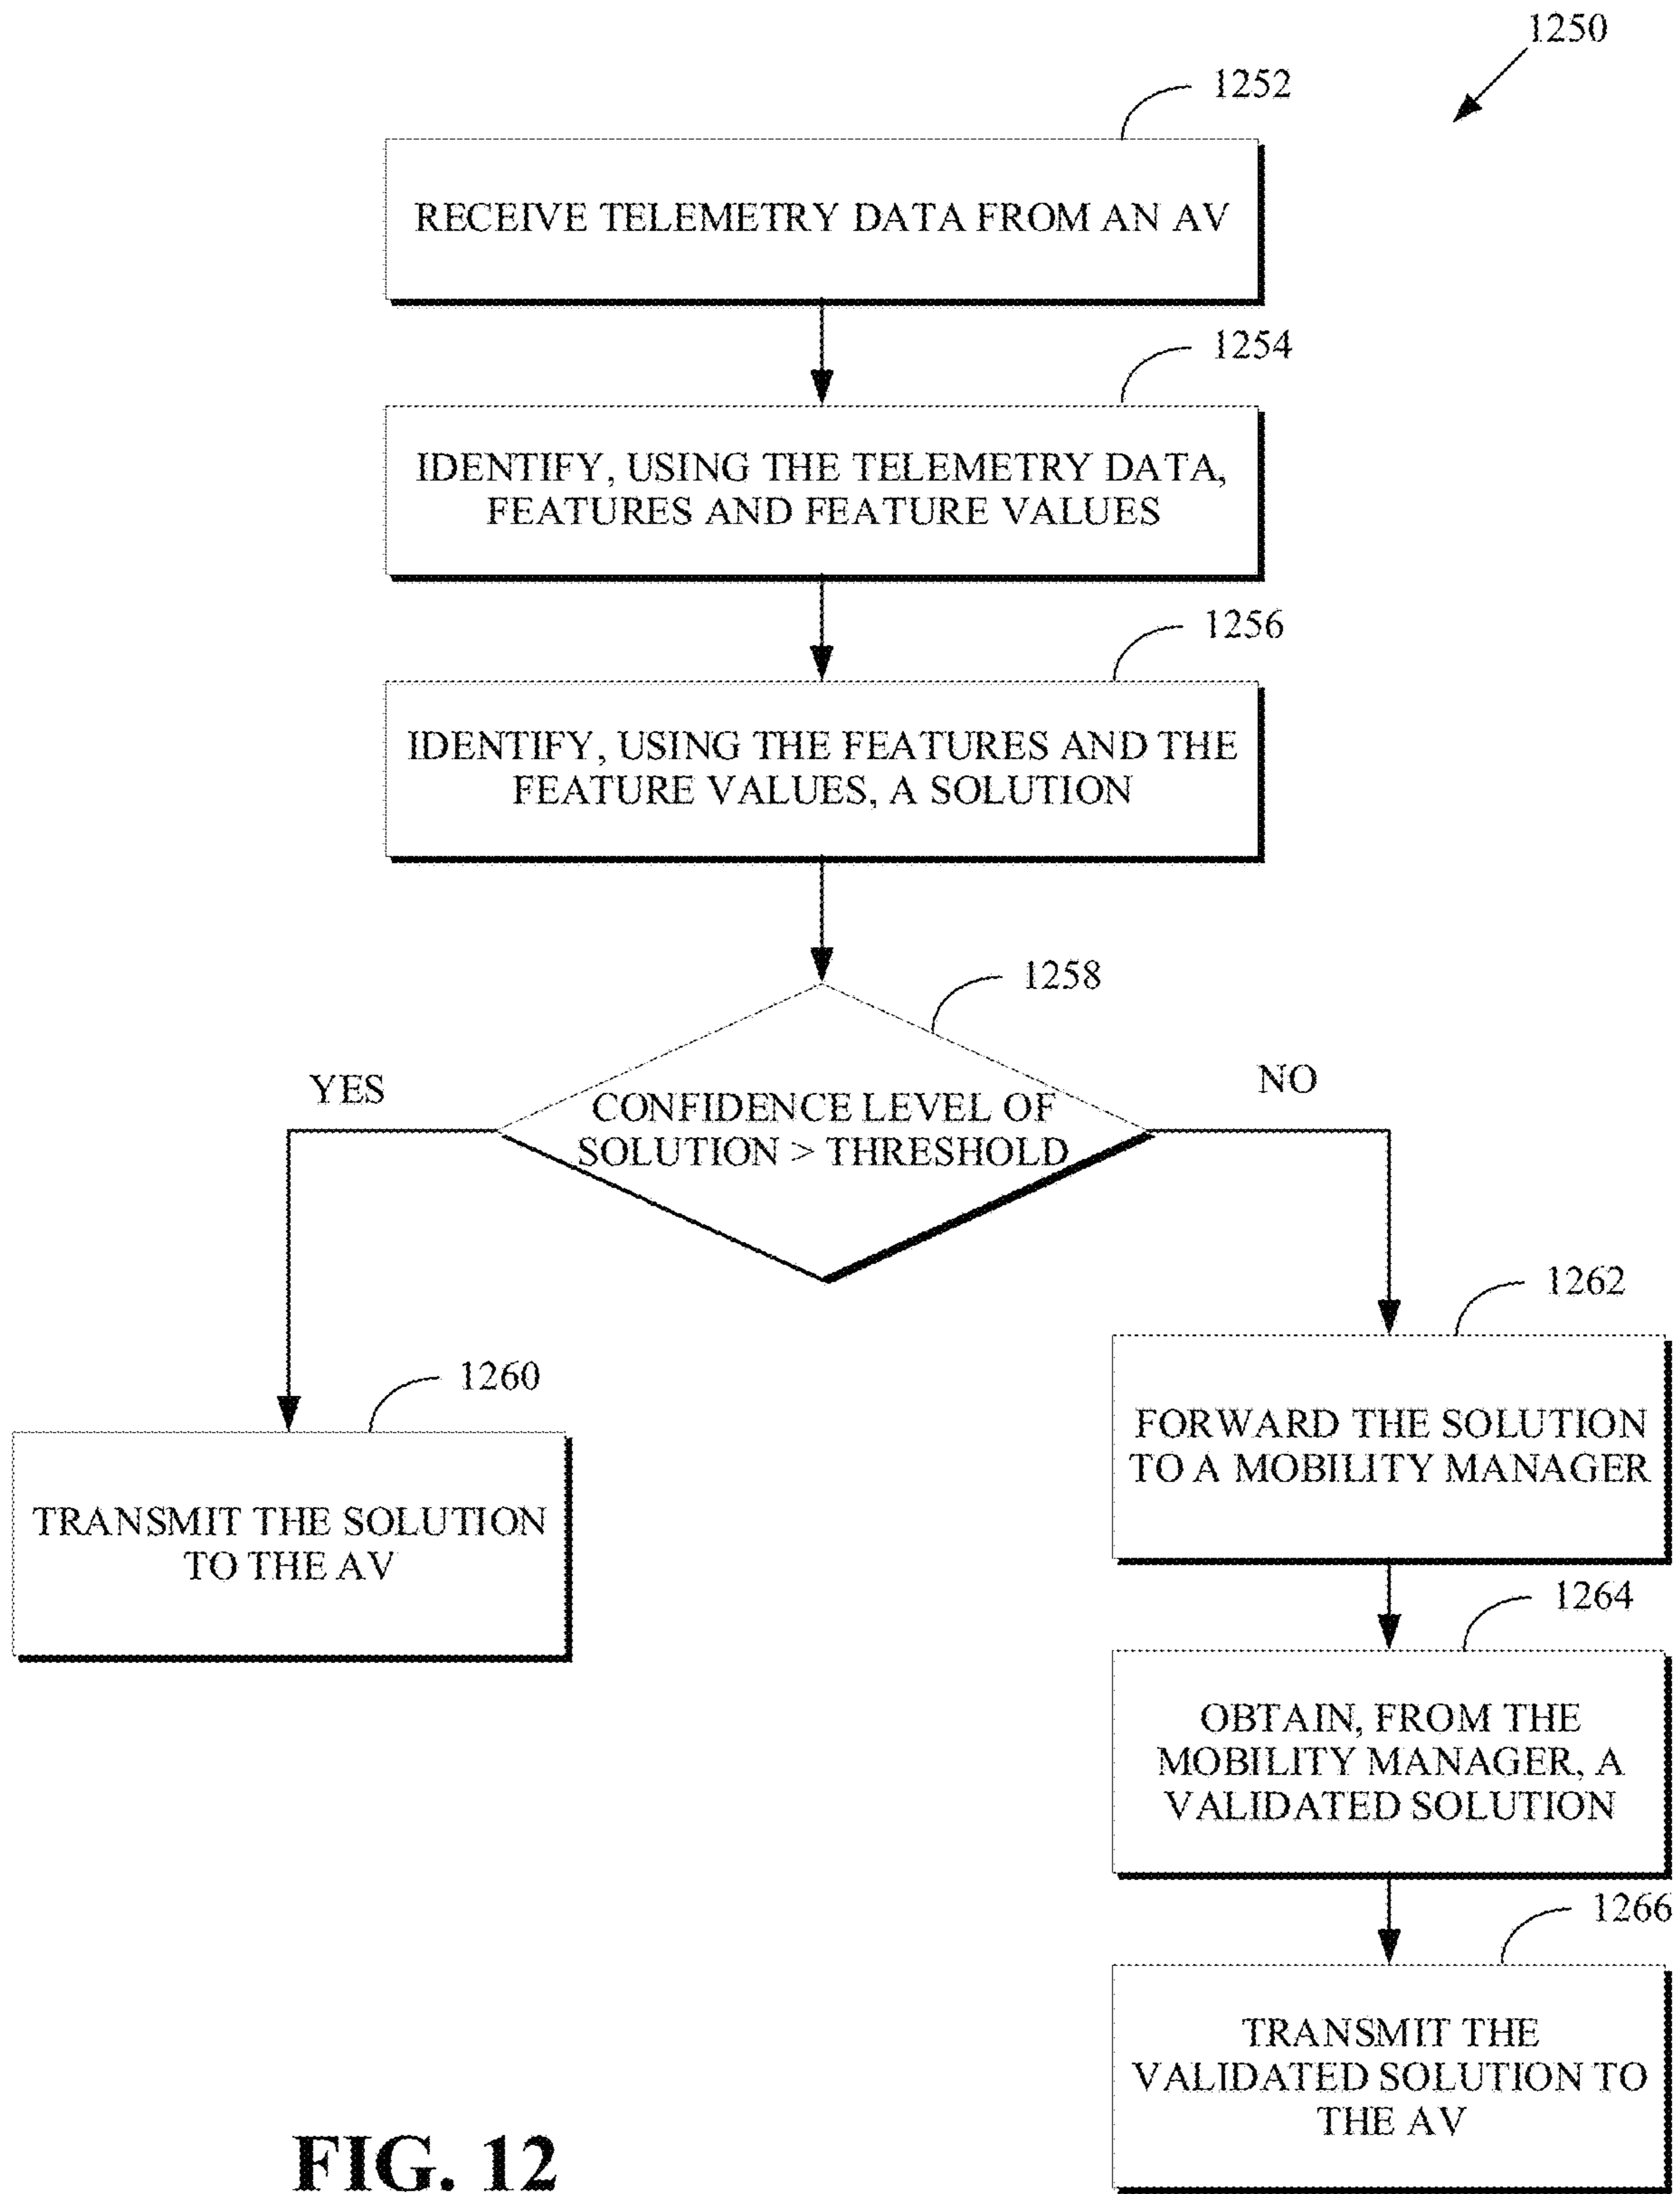 1250
1252
RECEIVE TELEMETRY DATA FROM AN AV
1254
IDENTIFY, USING THE TELEMETRY DATA,
FEATURES AND FEATURE VALUES
1256
IDENTIFY, USING THE FEATURES AND THE
FEATURE VALUES, A SOLUTION
1258
YES
NO
CONFIDENCE LEVEL OF
SOLUTION > THRESHOLD
1260
TRANSMIT THE SOLUTION
TO THE AV
1262
FORWARD THE SOLUTION
TO A MOBILITY MANAGER
1264
OBTAIN, FROM THE
MOBILITY MANAGER, A
VALIDATED SOLUTION
1266
TRANSMIT THE
VALIDATED SOLUTION TO
THE AV
FIG. 12